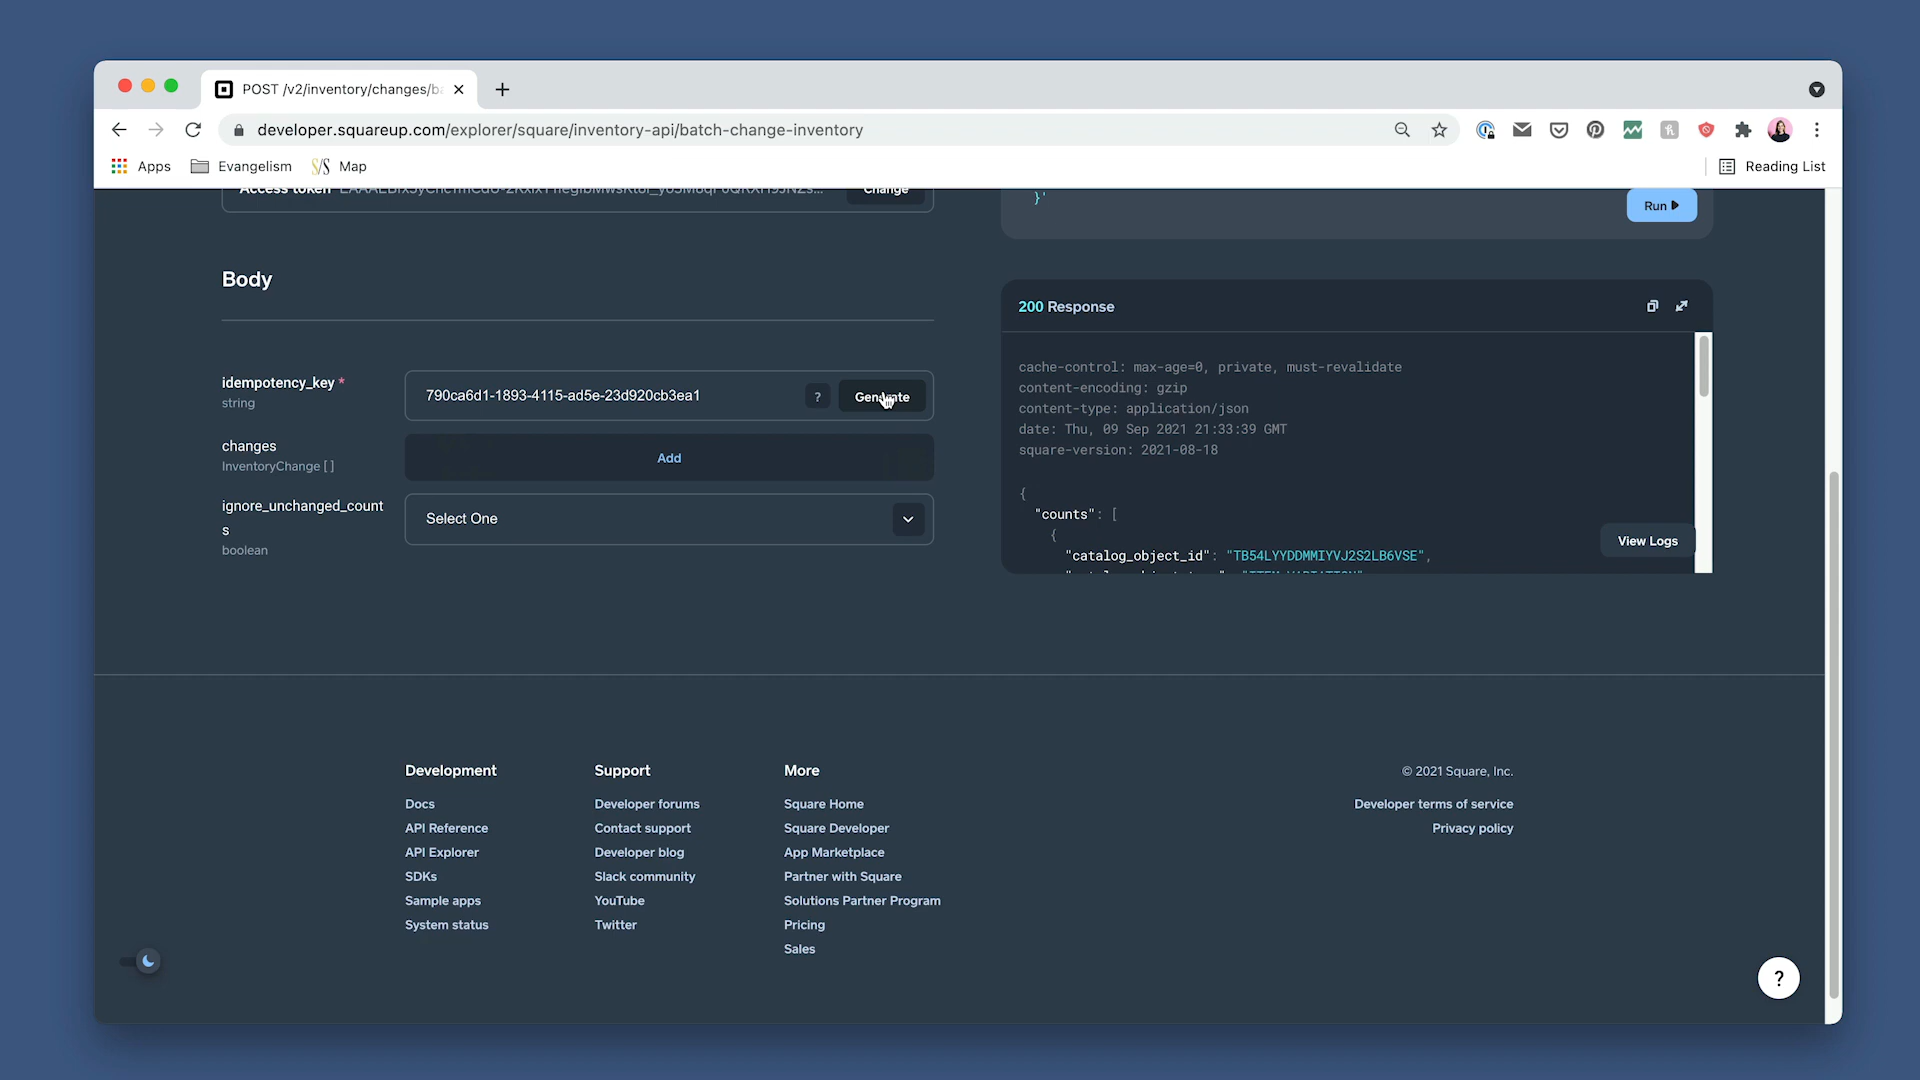 POST /v2/inventory/changes/ba
developer.squareup.com/explorer/square/inventory-api/batch-change-inventory
Apps
Evangelism
Map
Reading List
Access token
Change
}'
Run
Body
200 Response
idempotency_key *
string
790ca6d1-1893-4115-ad5e-23d920cb3ea1
?
Generate
changes
InventoryChange [ ]
Add
ignore_unchanged_count
s
boolean
Select One
cache-control: max-age=0, private, must-revalidate
content-encoding: gzip
content-type: application/json
date: Thu, 09 Sep 2021 21:33:39 GMT
square-version: 2021-08-18
{
"counts": [
{
"catalog_object_id": "TB54LYYDDMMIYVJ2S2LB6VSE",
View Logs
Development
Docs
API Reference
API Explorer
SDKs
Sample apps
System status
Support
Developer forums
Contact support
Developer blog
Slack community
YouTube
Twitter
More
Square Home
Square Developer
App Marketplace
Partner with Square
Solutions Partner Program
Pricing
Sales
© 2021 Square, Inc.
Developer terms of service
Privacy policy
?